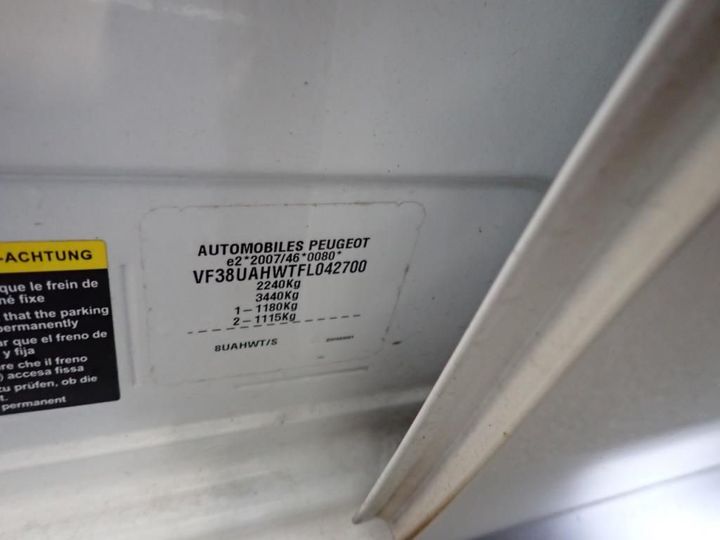 -ACHTUNG
que le frein de
né fixe
that the parking
permanently
ar que el freno de
y fija
are che il freno
) accesa fissa
zu prüfen, ob die
t.
permanent
AUTOMOBILES PEUGEOT
e2*2007/46*0080*
VF38UAHWTFL042700
2240Kg
3440Kg
1-1180Kg
2-1115Kg
8UAHWT/S